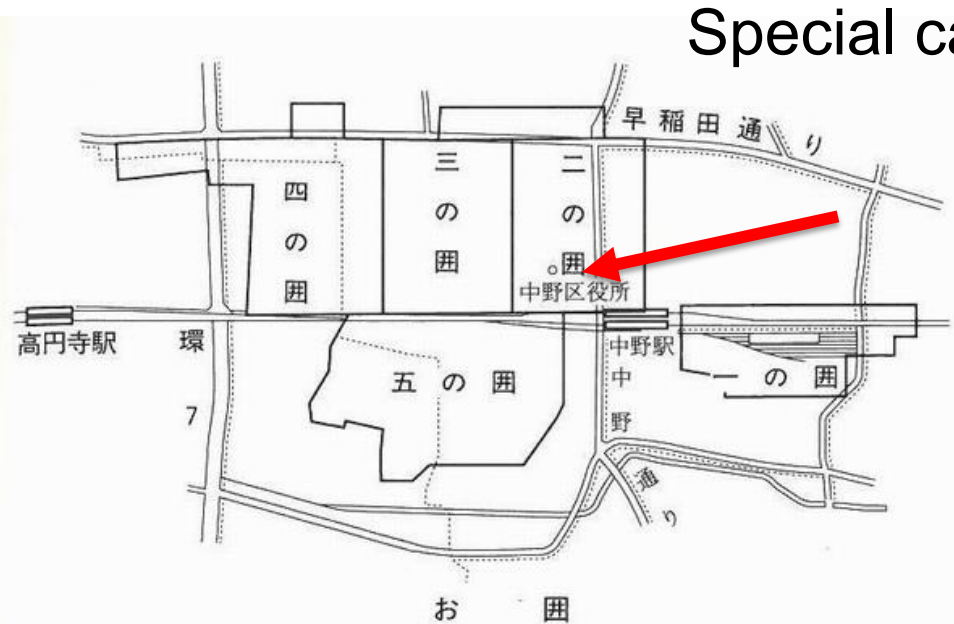 Special ca
早稲田通り
四の囲
三の囲
二の囲
中野区役所
高円寺駅
環7
中野駅
五の囲
一の囲
中野通り
お囲